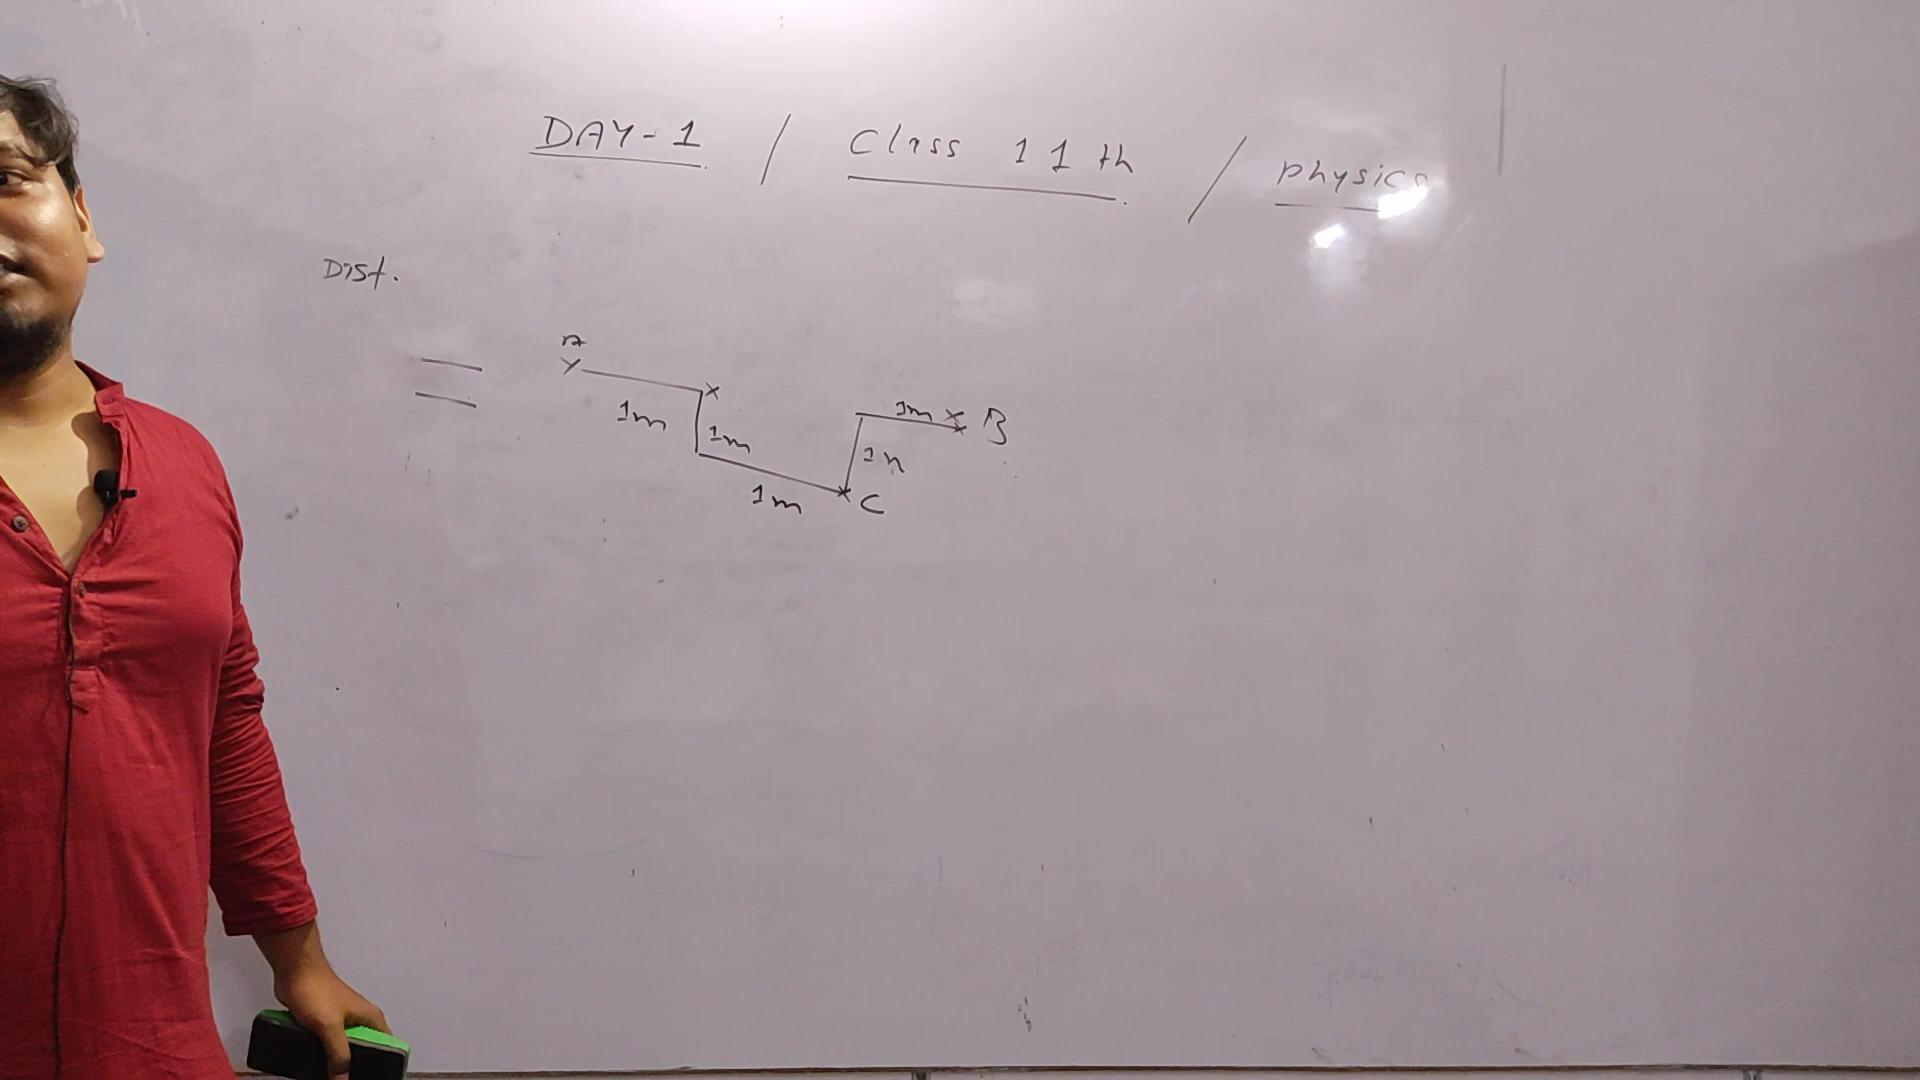 DAY-1 / Class 11th / physics
Dist.
A
X
1m
1m
1m
C
1m
1m
B